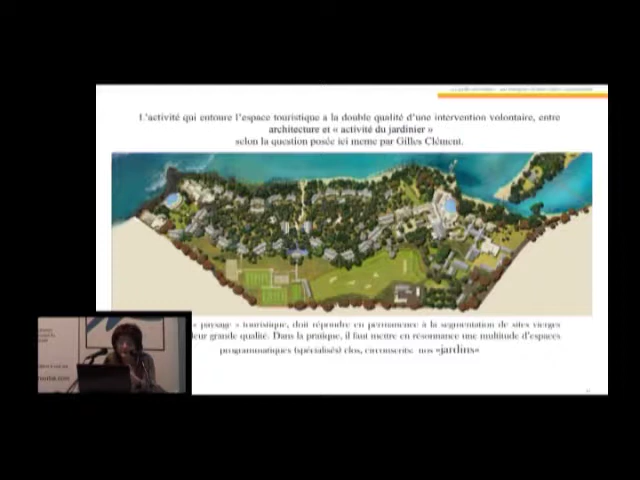 L'activité qui entoure l'espace touristique a la double qualité d'une intervention volontaire, entre
architecture et « activité du jardinier »
selon la question posée ici meme par Gilles Clément.
« paysage » touristique, doit répondre en permanence à la segmentation de sites vierges
leur grande qualité. Dans la pratique, il faut mettre en résonnance une multitude d'espaces
programmatiques (spécialisés) clos, circonscrits: nos «jardins»